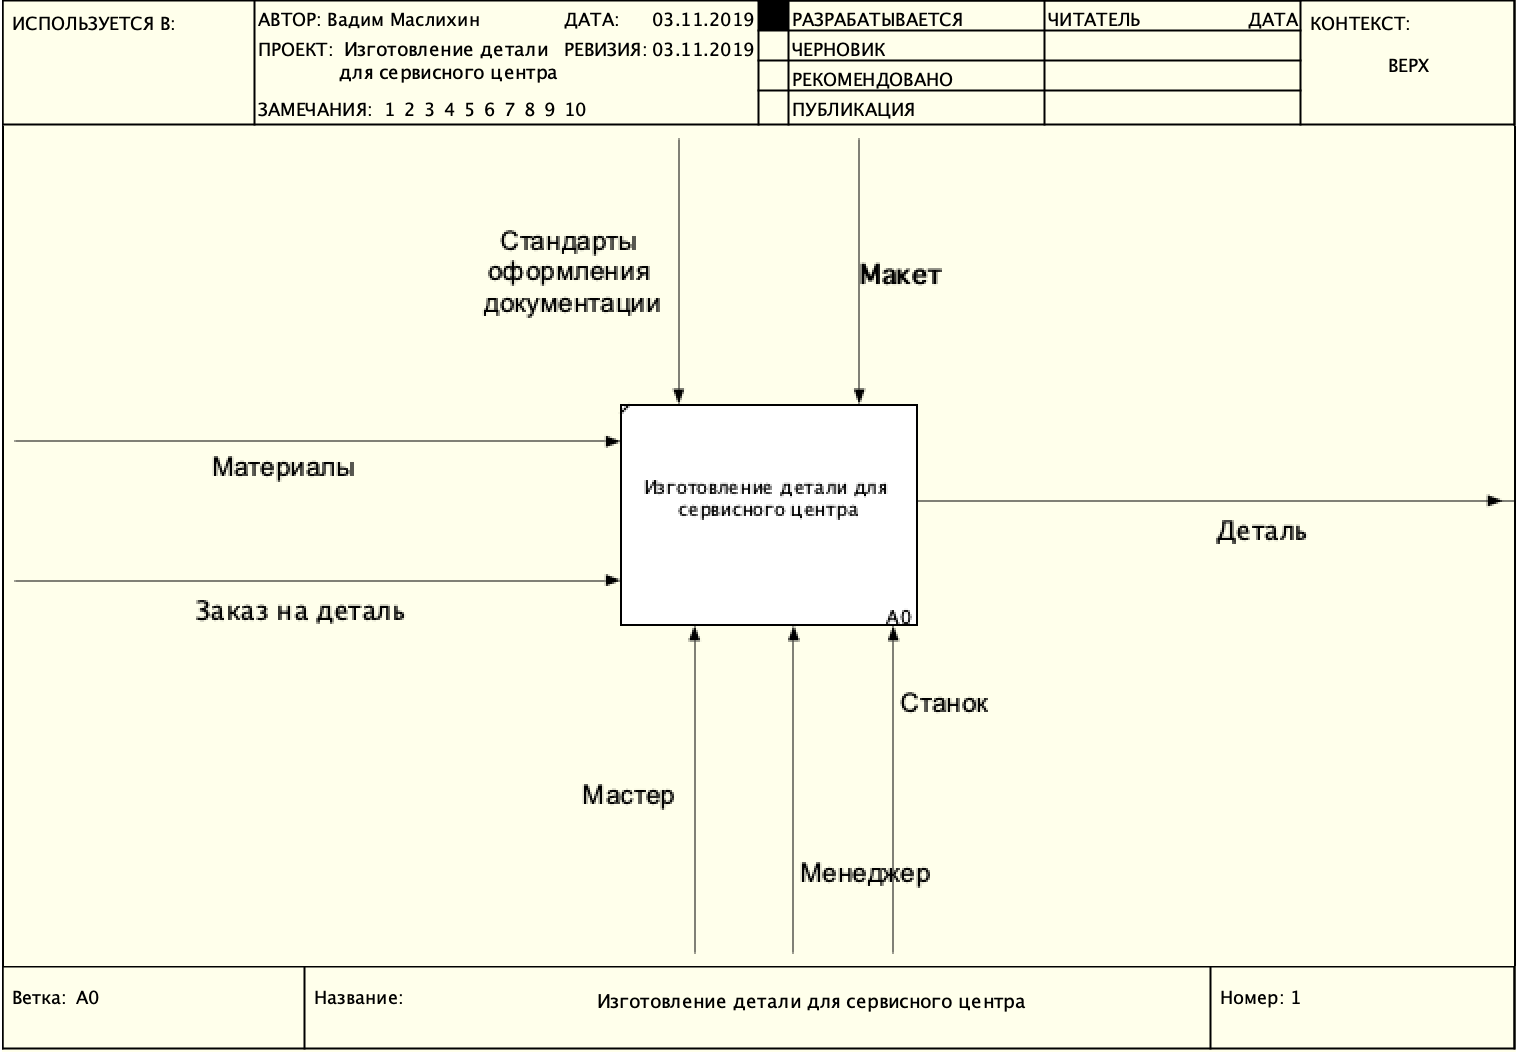 ИСПОЛЬЗУЕТСЯ В:
АВТОР: Вадим Маслихин ДАТА: 03.11.2019
ПРОЕКТ: Изготовление детали РЕВИЗИЯ: 03.11.2019
для сервисного центра
ЗАМЕЧАНИЯ: 1 2 3 4 5 6 7 8 9 10
РАЗРАБАТЫВАЕТСЯ
ЧЕРНОВИК
РЕКОМЕНДОВАНО
ПУБЛИКАЦИЯ
ЧИТАТЕЛЬ ДАТА
КОНТЕКСТ:
ВЕРХ
Стандарты
оформления
документации
Макет
Материалы
Изготовление детали для
сервисного центра
Деталь
Заказ на деталь
A0
Станок
Мастер
Менеджер
Ветка: A0
Название:
Изготовление детали для сервисного центра
Номер: 1